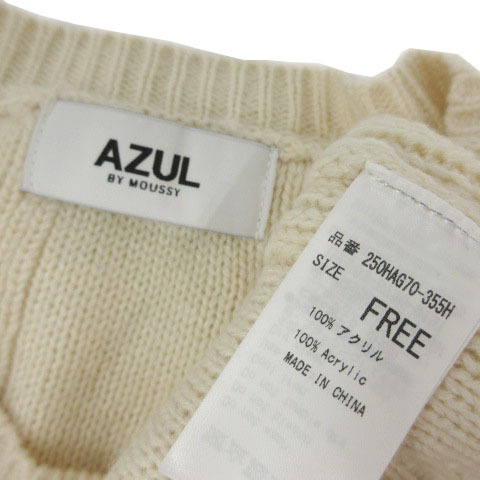 AZUL
BY MOUSSY
品番 250HAG70-355H
SIZE FREE
100% アクリル
100% Acrylic
MADE IN CHINA